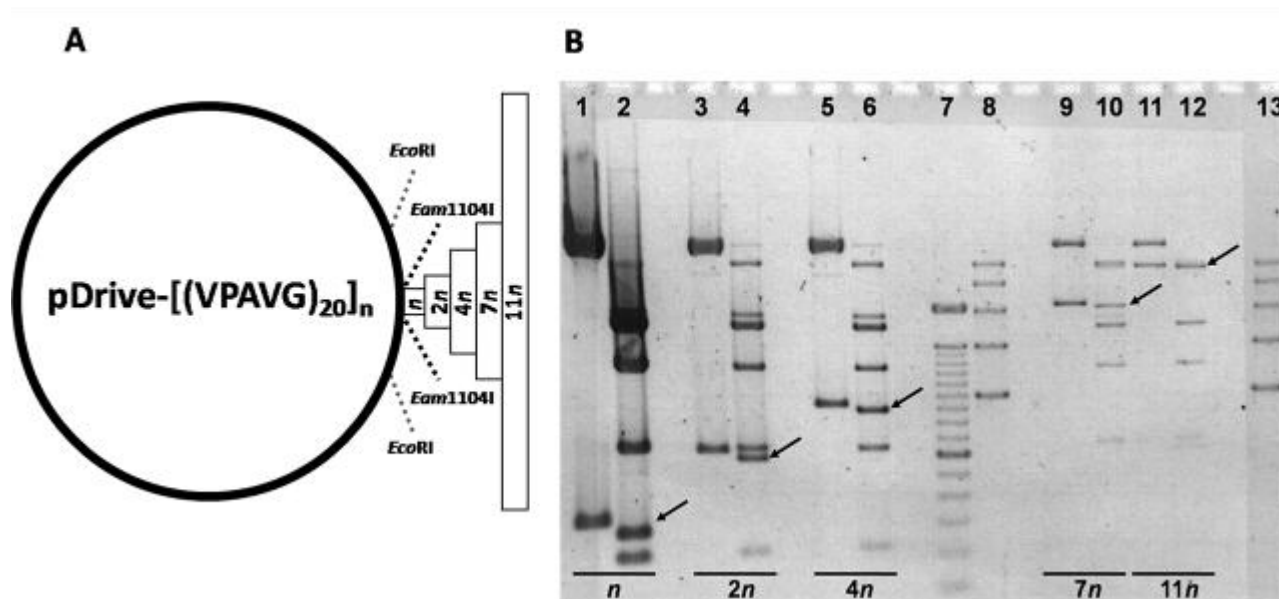 A
EcoRI
Eam1104I
pDrive-[(VPAVG)20]n
n
2n
4n
7n
11n
Eam1104I
EcoRI
B
1 2 3 4 5 6 7 8 9 10 11 12 13
n 2n 4n 7n 11n